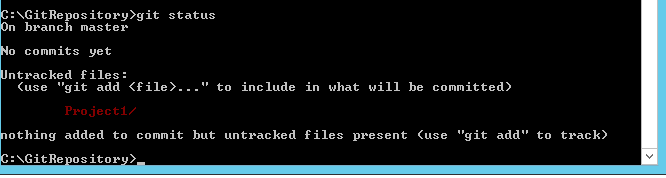 C:\GitRepository>git status
On branch master
No commits yet
Untracked files:
(use "git add <file>..." to include in what will be committed)
Project1/
nothing added to commit but untracked files present (use "git add" to track)
C:\GitRepository>_